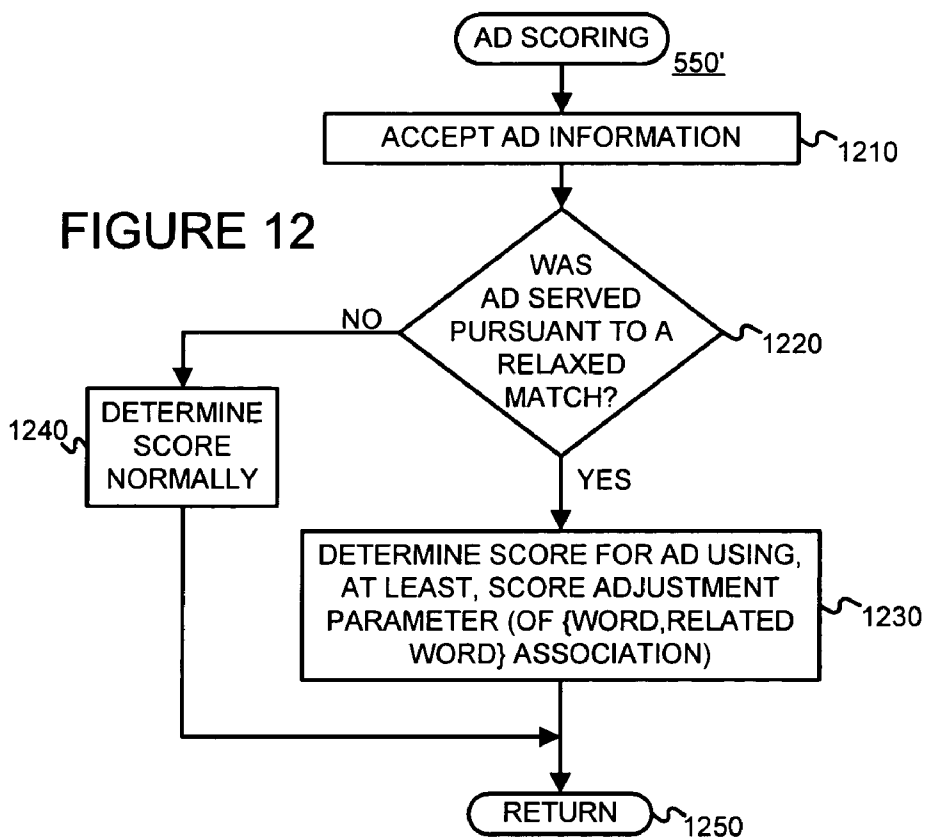 AD SCORING
550'
ACCEPT AD INFORMATION
1210
FIGURE 12
WAS
AD SERVED
PURSUANT TO A
RELAXED
MATCH?
1220
NO
YES
1240
DETERMINE
SCORE
NORMALLY
DETERMINE SCORE FOR AD USING,
AT LEAST, SCORE ADJUSTMENT
PARAMETER (OF {WORD,RELATED
WORD} ASSOCIATION)
1230
RETURN
1250